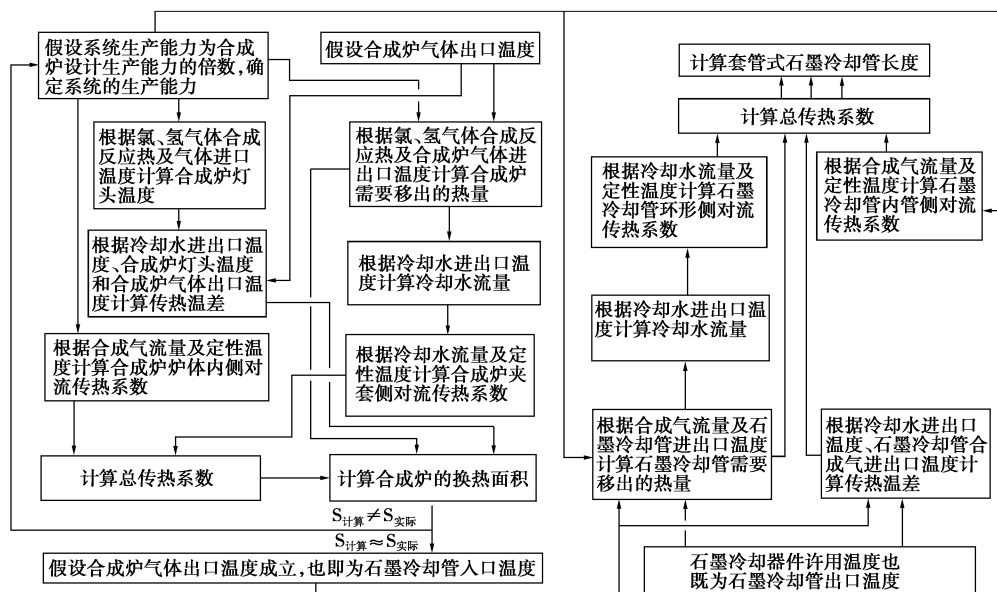 假设系统生产能力为合成
炉设计生产能力的倍数,确
定系统的生产能力
假设合成炉气体出口温度
根据氯、氢气体合成
反应热及气体进口
温度计算合成炉灯
头温度
根据氯、氢气体合成反
应热及合成炉气体进
出口温度计算合成炉
需要移出的热量
根据冷却水进出口温
度、合成炉灯头温度
和合成炉气体出口温
度计算传热温差
根据冷却水进出口温
度计算冷却水流量
根据合成气流量及定性温
度计算合成炉炉体内侧对
流传热系数
根据冷却水流量及定
性温度计算合成炉夹
套侧对流传热系数
计算总传热系数
计算合成炉的换热面积
S计算≠S实际
S计算≈S实际
假设合成炉气体出口温度成立,也即为石墨冷却管入口温度
计算套管式石墨冷却管长度
计算总传热系数
根据冷却水流量及
定性温度计算石墨
冷却管环形侧对流
传热系数
根据合成气流量及
定性温度计算石墨
冷却管内管侧对流
传热系数
根据冷却水进出口温
度计算冷却水流量
根据合成气流量及石
墨冷却管进出口温度
计算石墨冷却管需要
移出的热量
根据冷却水进出口
温度、石墨冷却管合
成气进出口温度计
算传热温差
石墨冷却器件许用温度也
既为石墨冷却管出口温度